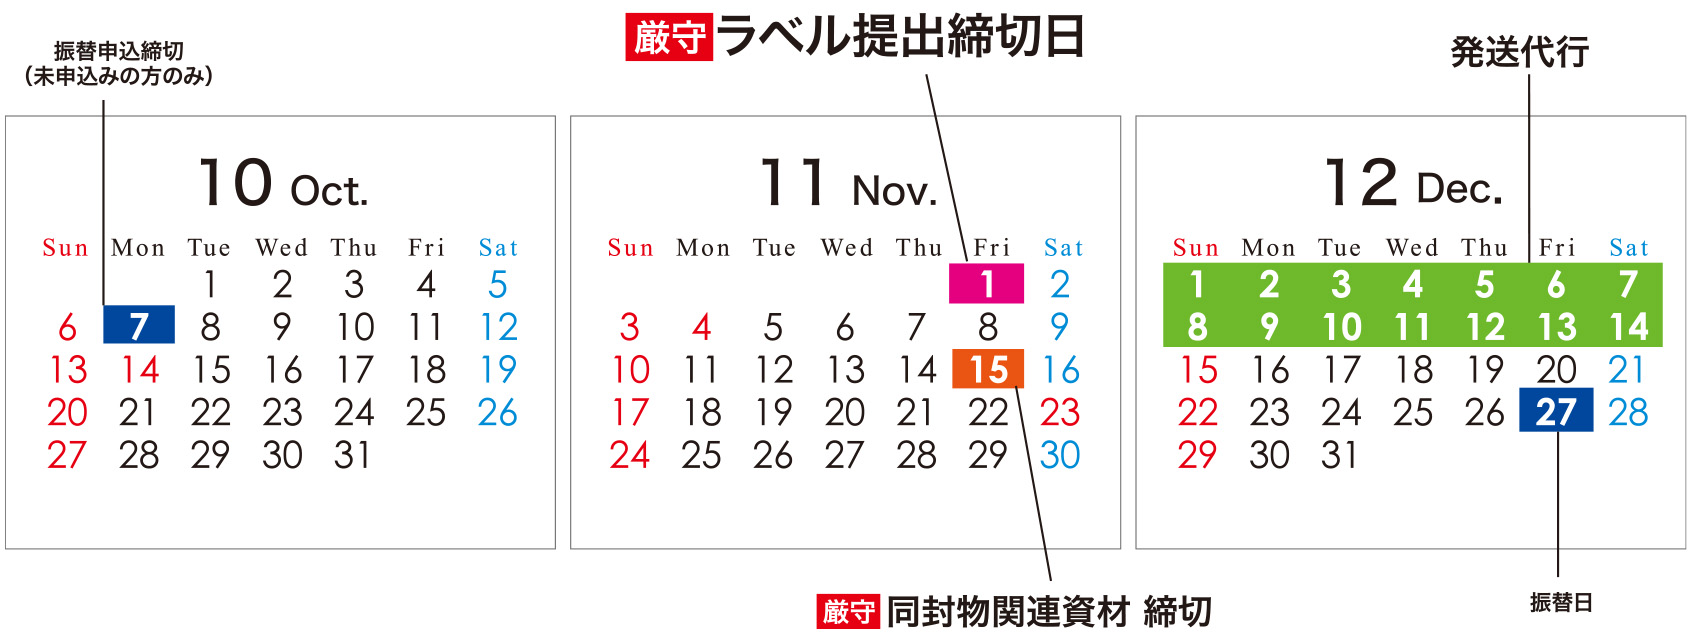 厳守 ラベル提出締切日
振替申込締切
（未申込みの方のみ）
発送代行
10 Oct.
Sun Mon Tue Wed Thu Fri Sat
1 2 3 4 5
6 7 8 9 10 11 12
13 14 15 16 17 18 19
20 21 22 23 24 25 26
27 28 29 30 31
11 Nov.
Sun Mon Tue Wed Thu Fri Sat
1 2
3 4 5 6 7 8 9
10 11 12 13 14 15 16
17 18 19 20 21 22 23
24 25 26 27 28 29 30
12 Dec.
Sun Mon Tue Wed Thu Fri Sat
1 2 3 4 5 6 7
8 9 10 11 12 13 14
15 16 17 18 19 20 21
22 23 24 25 26 27 28
29 30 31
厳守 同封物関連資材 締切
振替日